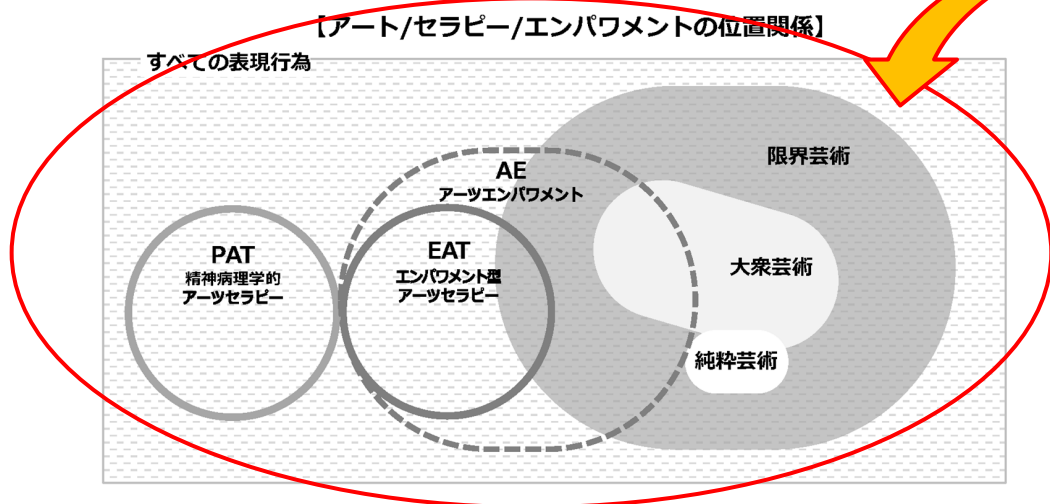 【アート/セラピー/エンパワメントの位置関係】
すべての表現行為
限界芸術
AE
アーツエンパワメント
PAT
精神病理学的
アーツセラピー
EAT
エンパワメント型
アーツセラピー
大衆芸術
純粋芸術